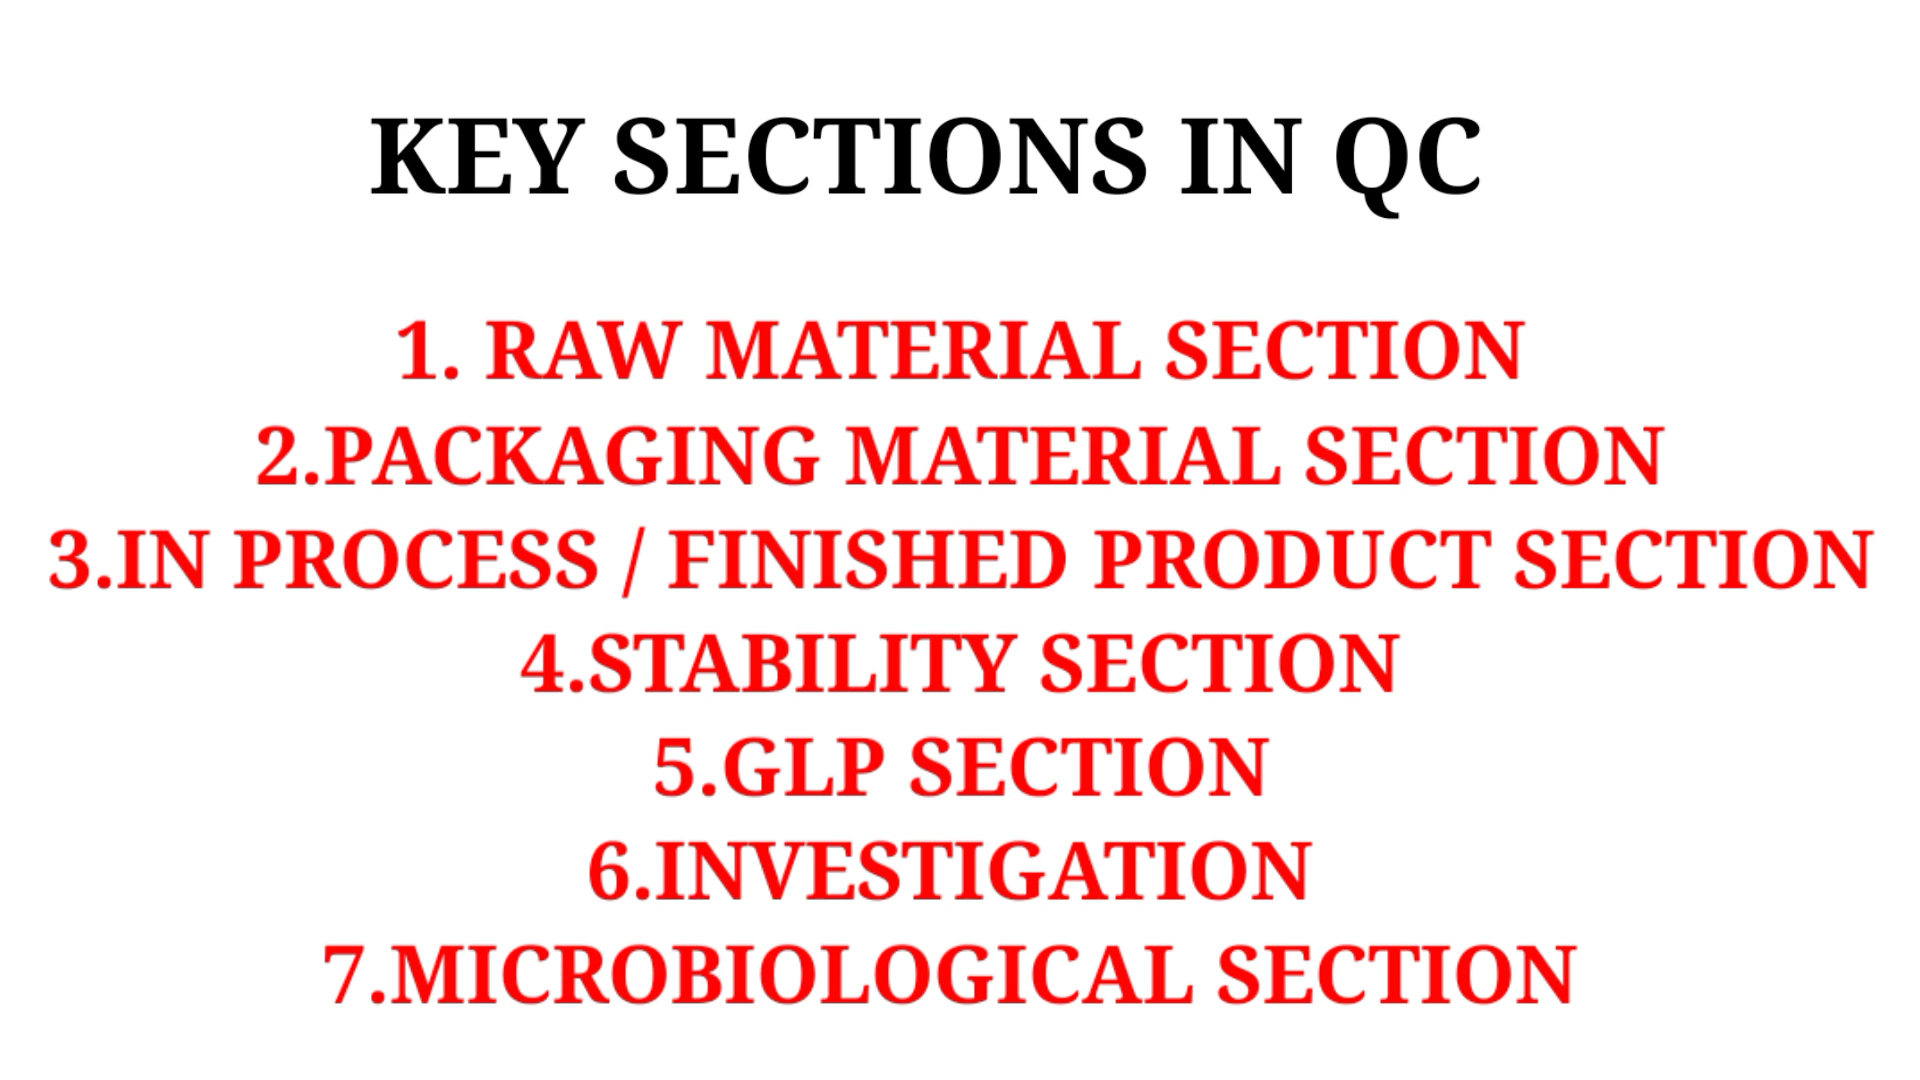 KEY SECTIONS IN QC
1. RAW MATERIAL SECTION
2.PACKAGING MATERIAL SECTION
3.IN PROCESS / FINISHED PRODUCT SECTION
4.STABILITY SECTION
5.GLP SECTION
6.INVESTIGATION
7.MICROBIOLOGICAL SECTION